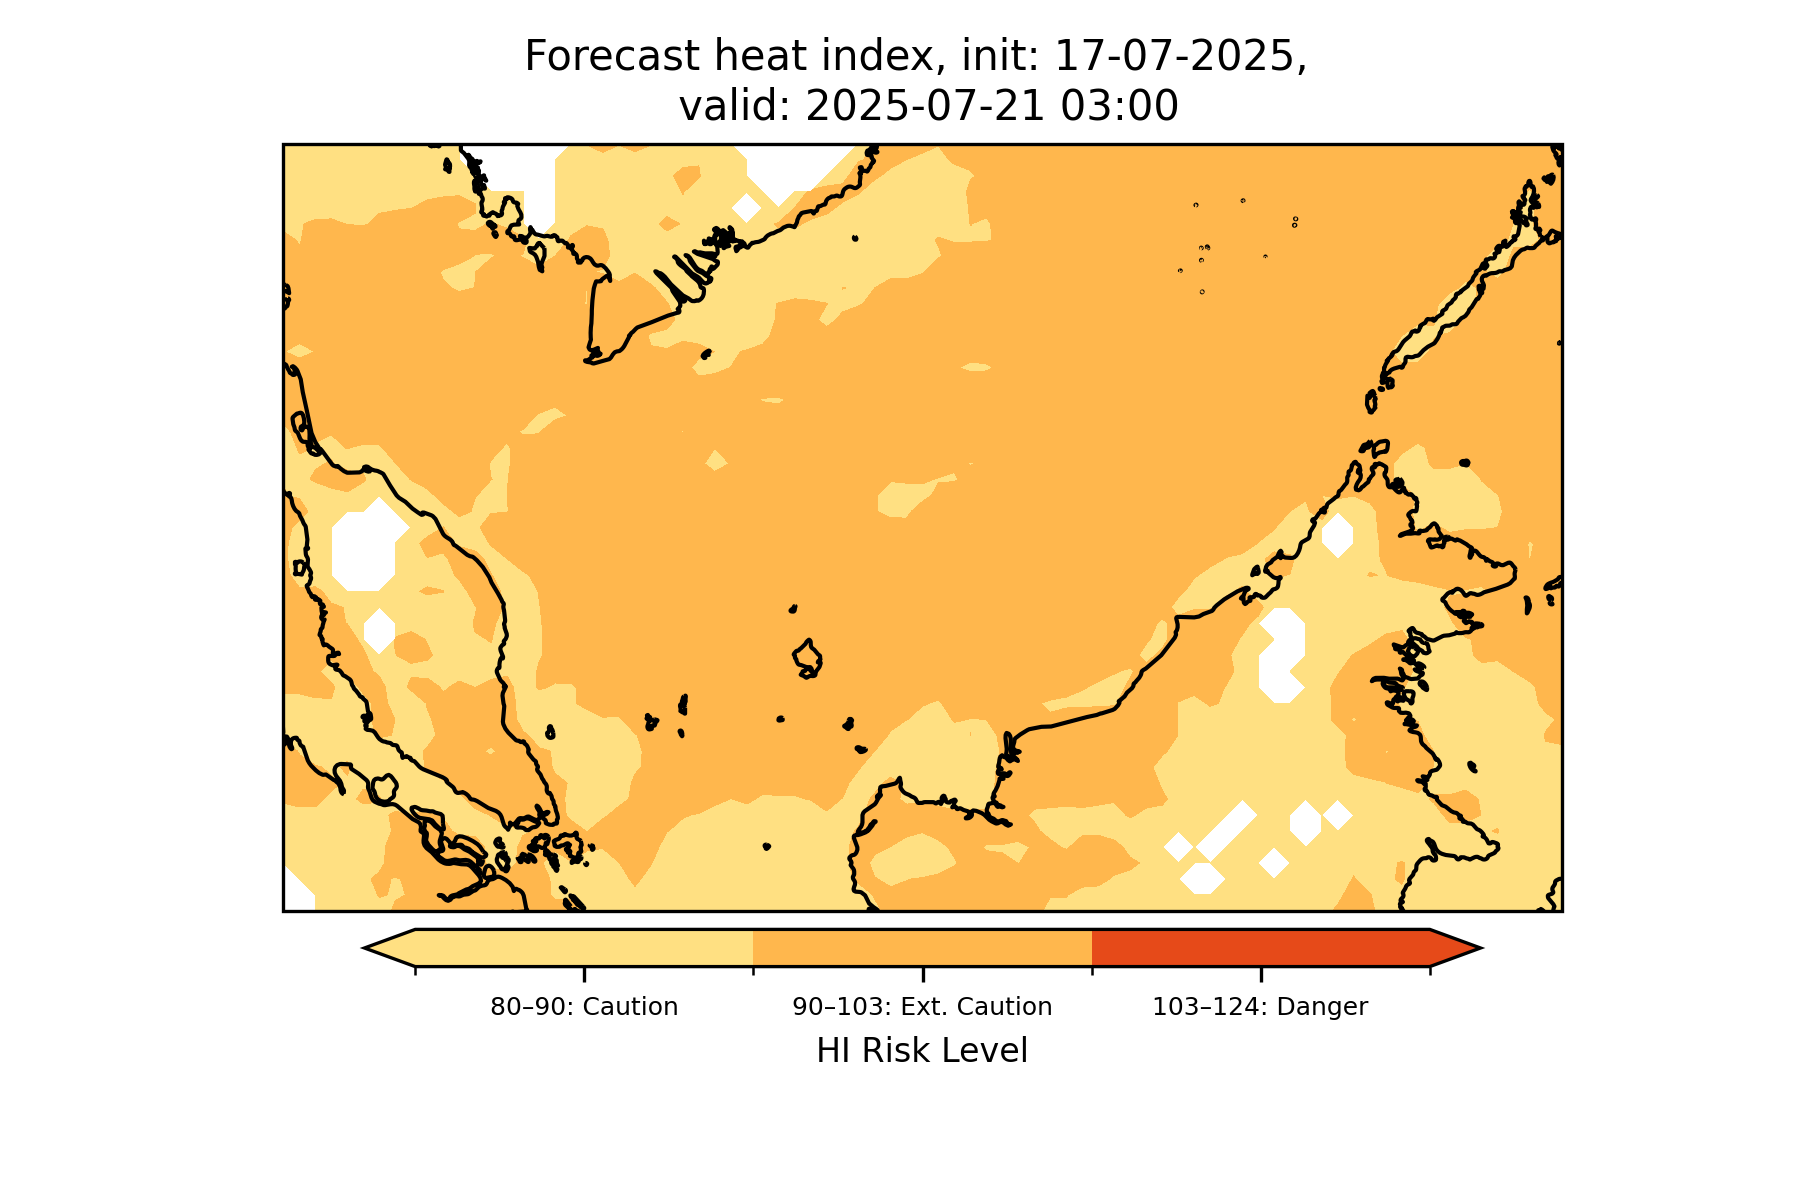 Forecast heat index, init: 17-07-2025,
valid: 2025-07-21 03:00
80–90: Caution
90–103: Ext. Caution
103–124: Danger
HI Risk Level